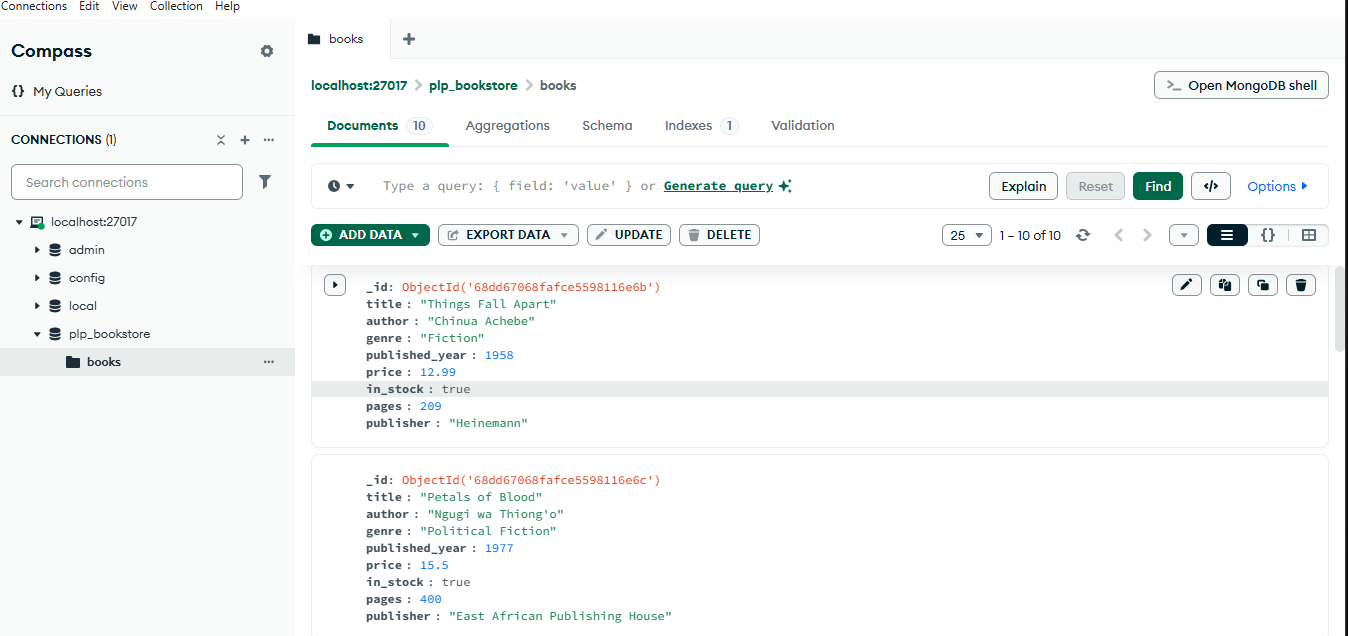 Connections Edit View Collection Help
Compass
{} My Queries
CONNECTIONS (1)
Search connections
localhost:27017
admin
config
local
plp_bookstore
books
books
localhost:27017 > plp_bookstore > books
>_ Open MongoDB shell
Documents 10 Aggregations Schema Indexes 1 Validation
Type a query: { field: 'value' } or Generate query
Explain Reset Find </> Options
ADD DATA EXPORT DATA UPDATE DELETE
25 1 – 10 of 10 {}
_id: ObjectId('68dd67068fafce5598116e6b')
title : "Things Fall Apart"
author : "Chinua Achebe"
genre : "Fiction"
published_year : 1958
price : 12.99
in_stock : true
pages : 209
publisher : "Heinemann"
_id: ObjectId('68dd67068fafce5598116e6c')
title : "Petals of Blood"
author : "Ngugi wa Thiong'o"
genre : "Political Fiction"
published_year : 1977
price : 15.5
in_stock : true
pages : 400
publisher : "East African Publishing House"